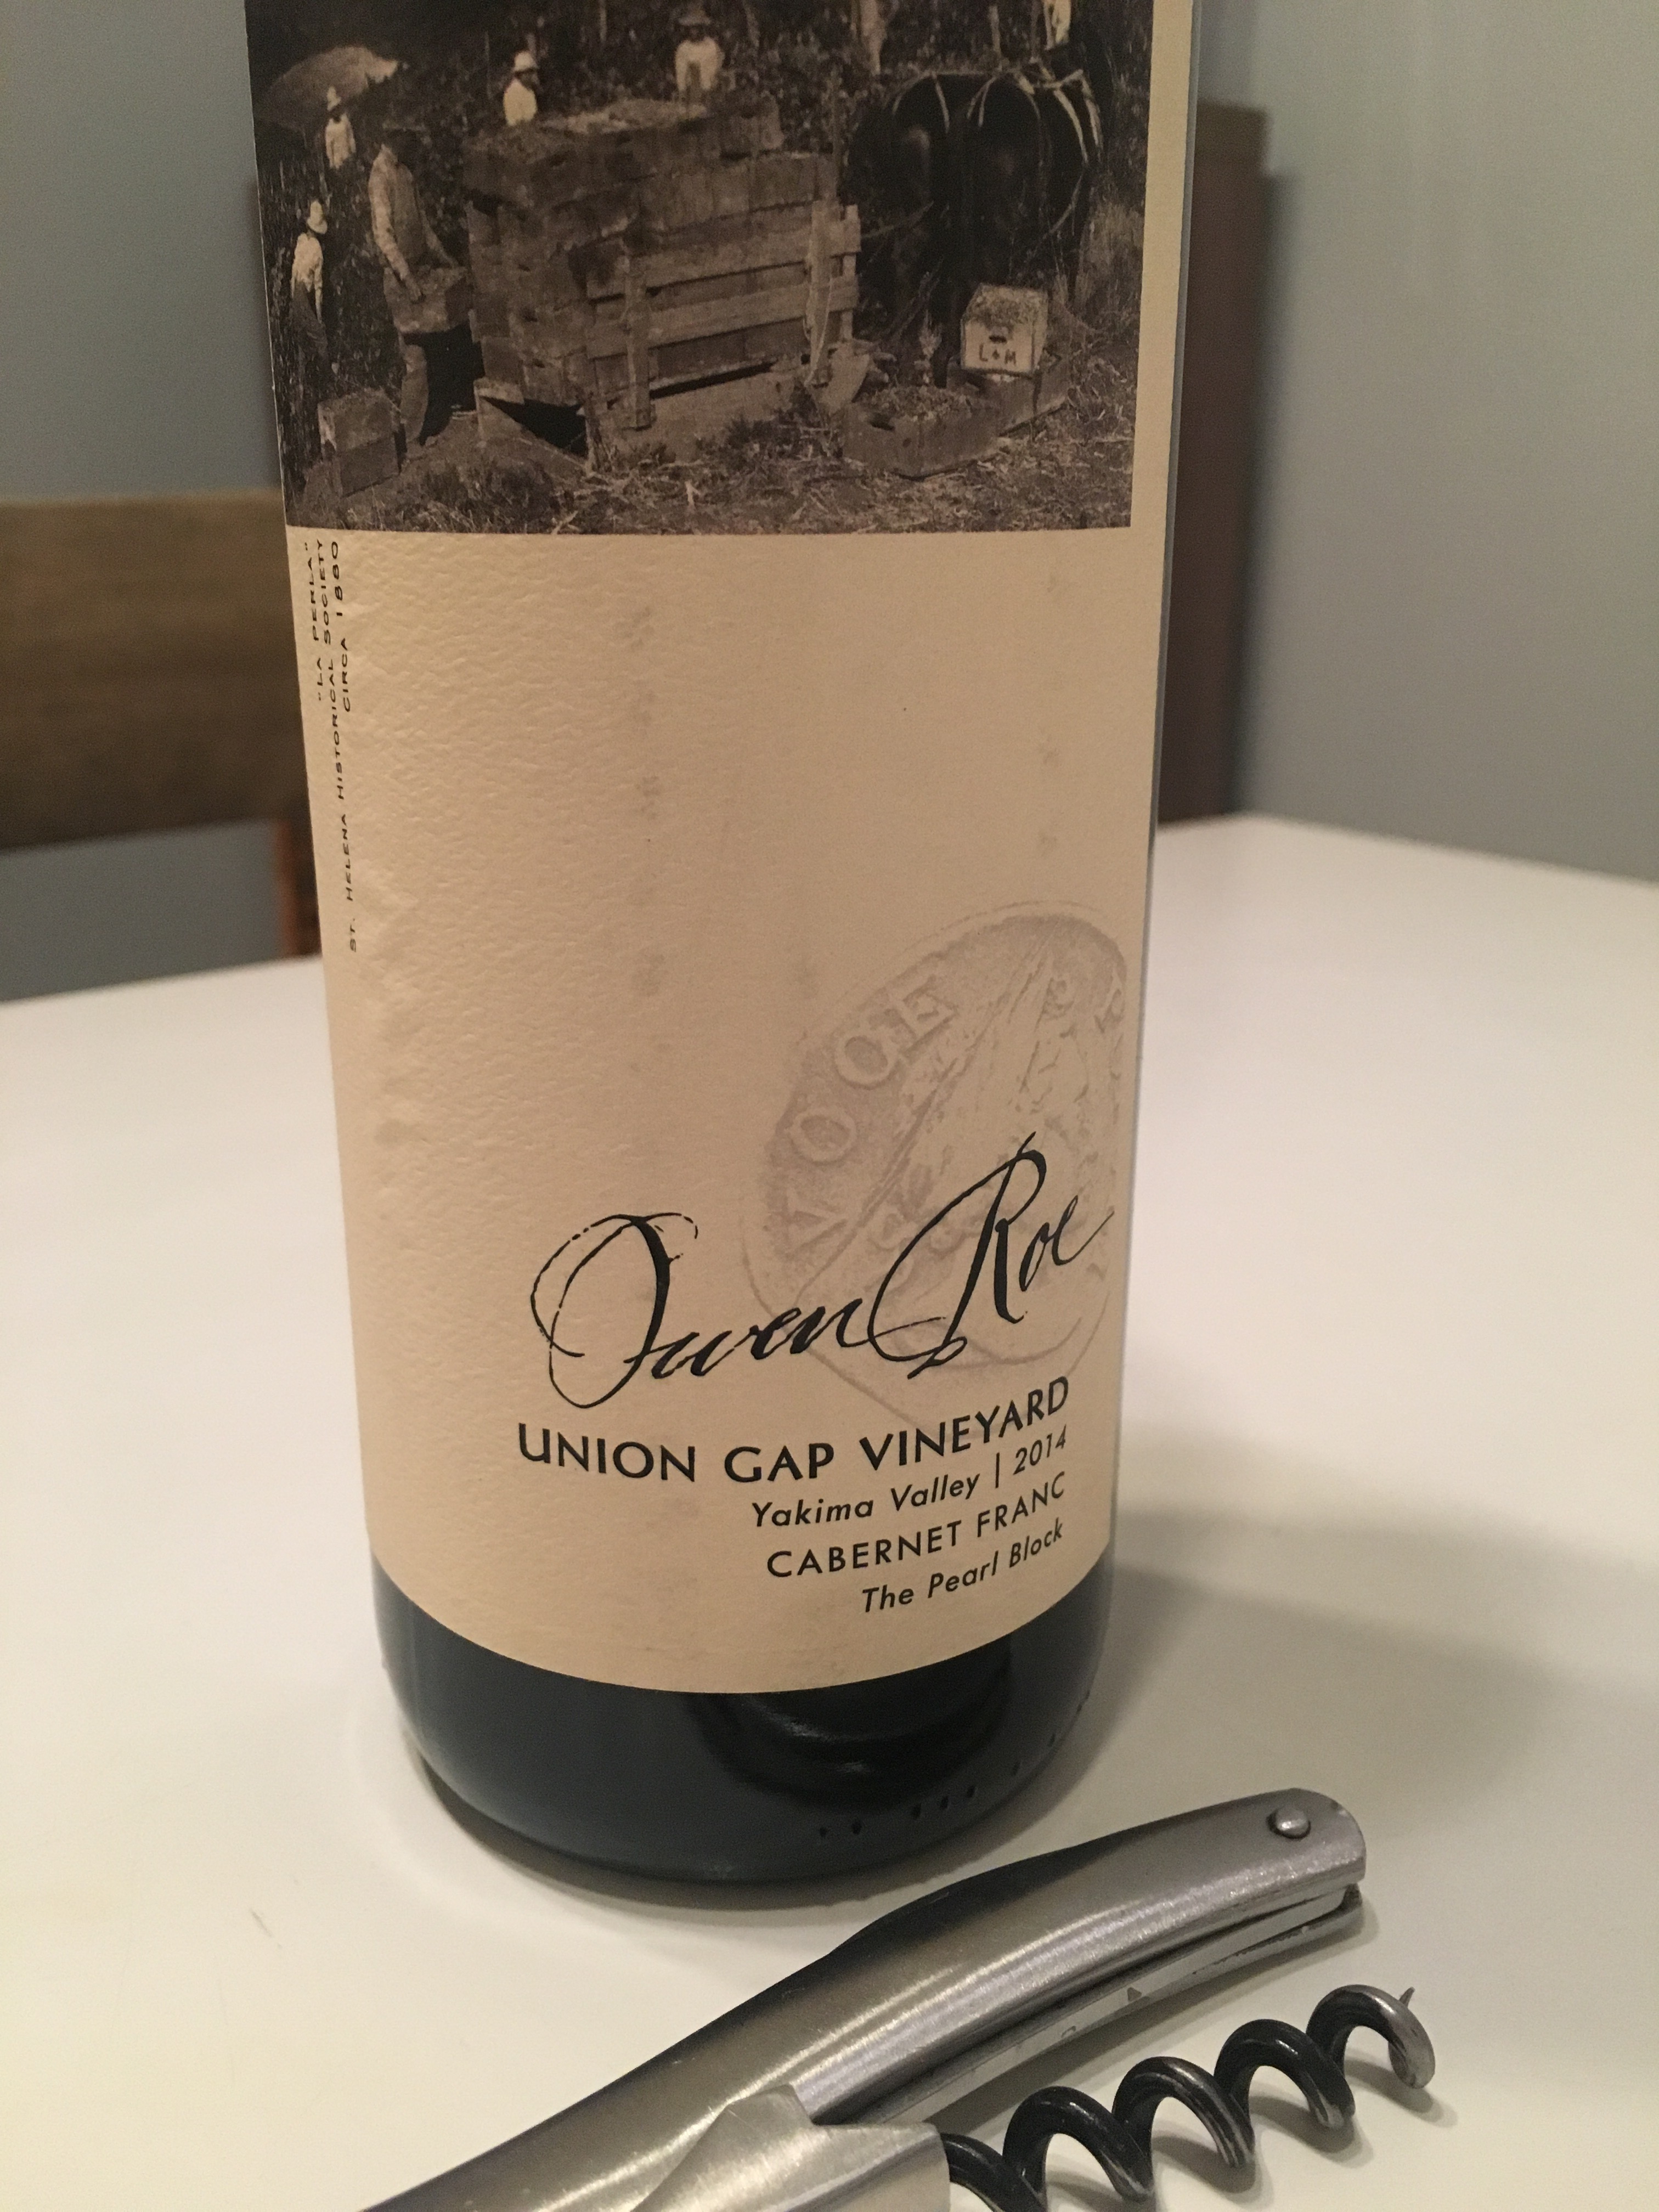 L+M
"LA PERLA"
ST. HELENA HISTORICAL SOCIETY
CIRCA 1880
VOCE
Owen Roe
UNION GAP VINEYARD
Yakima Valley | 2014
CABERNET FRANC
The Pearl Block